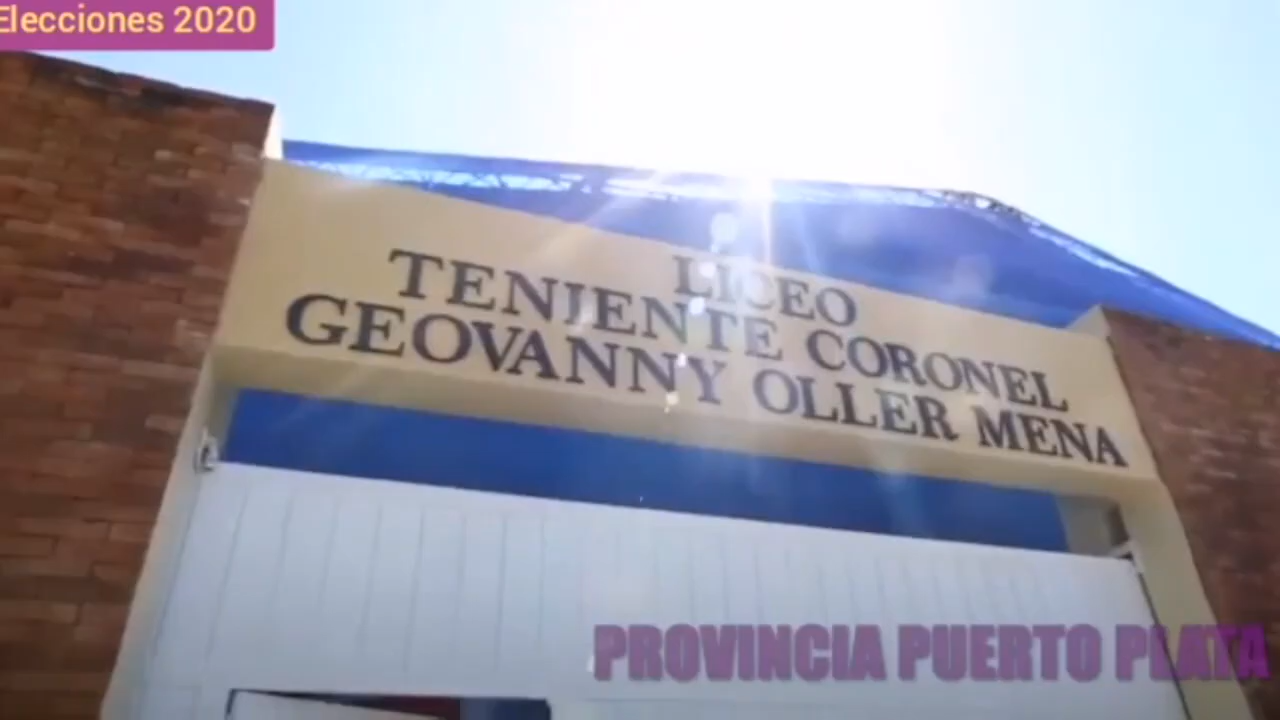 Elecciones 2020
LICEO
TENIENTE CORONEL
GEOVANNY OLLER MENA
PROVINCIA PUERTO PLATA